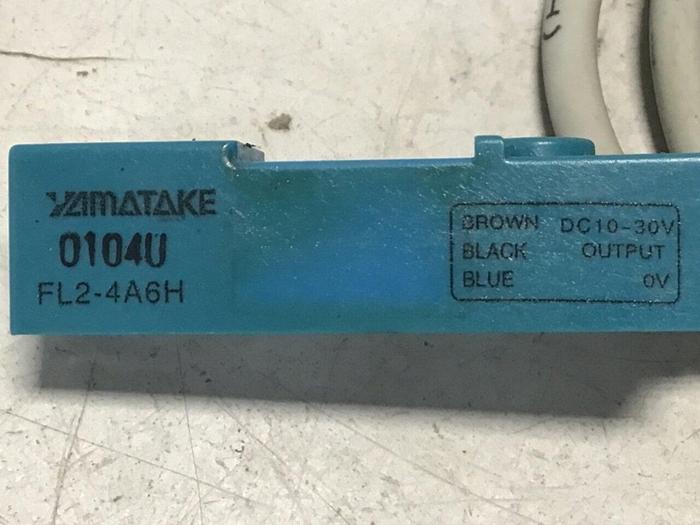 YAMATAKE
0104U
FL2-4A6H
BROWN DC10-30V
BLACK OUTPUT
BLUE 0V